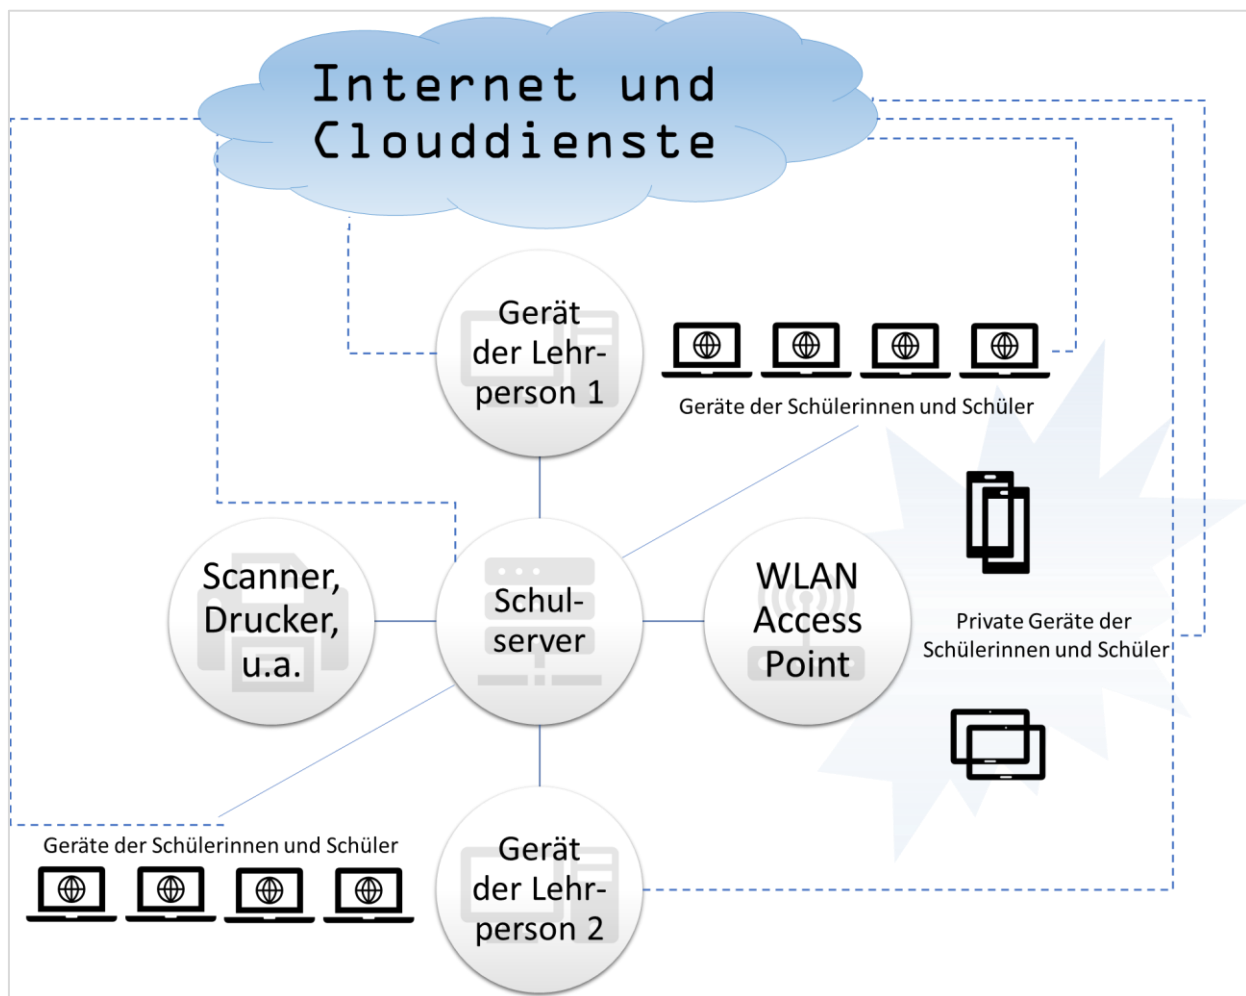 Internet und
Clouddienste
Gerät
der Lehr-
person 1
Geräte der Schülerinnen und Schüler
Scanner,
Drucker,
u.a.
Schul-
server
WLAN
Access
Point
Private Geräte der
Schülerinnen und Schüler
Geräte der Schülerinnen und Schüler
Gerät
der Lehr-
person 2